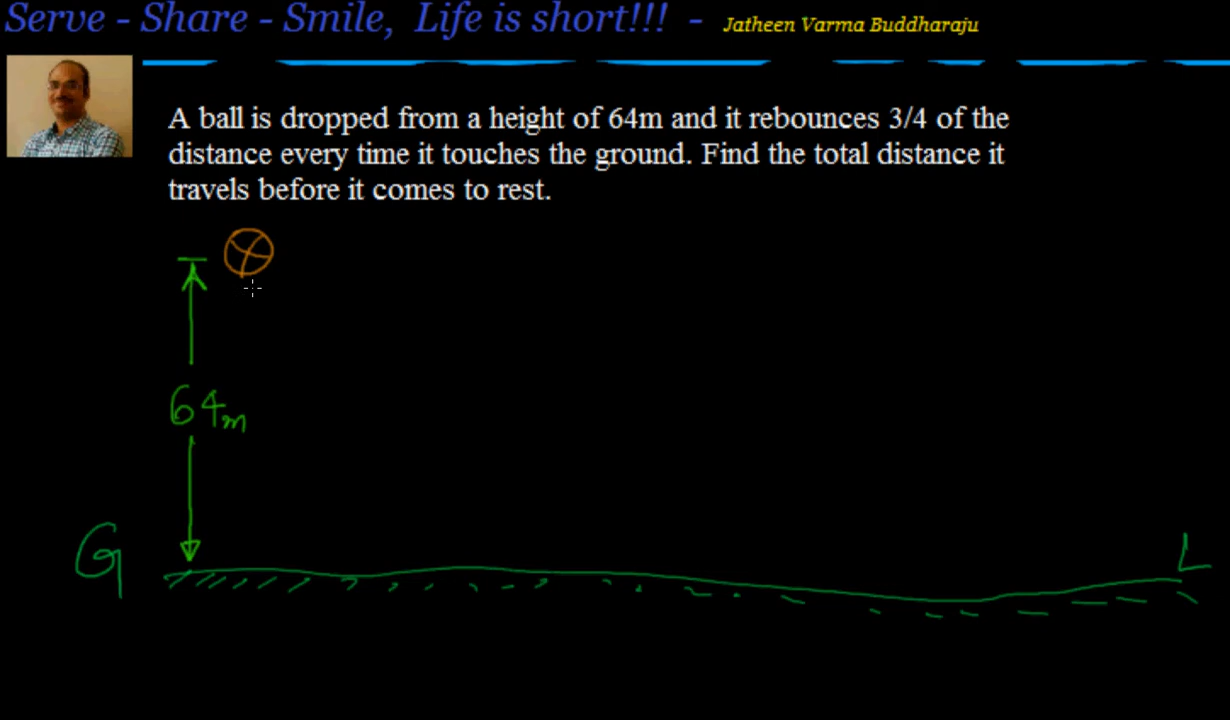 Serve - Share - Smile, Life is short!!! - Jatheen Varma Buddharaju
A ball is dropped from a height of 64m and it rebounces 3/4 of the
distance every time it touches the ground. Find the total distance it
travels before it comes to rest.
64m
G L